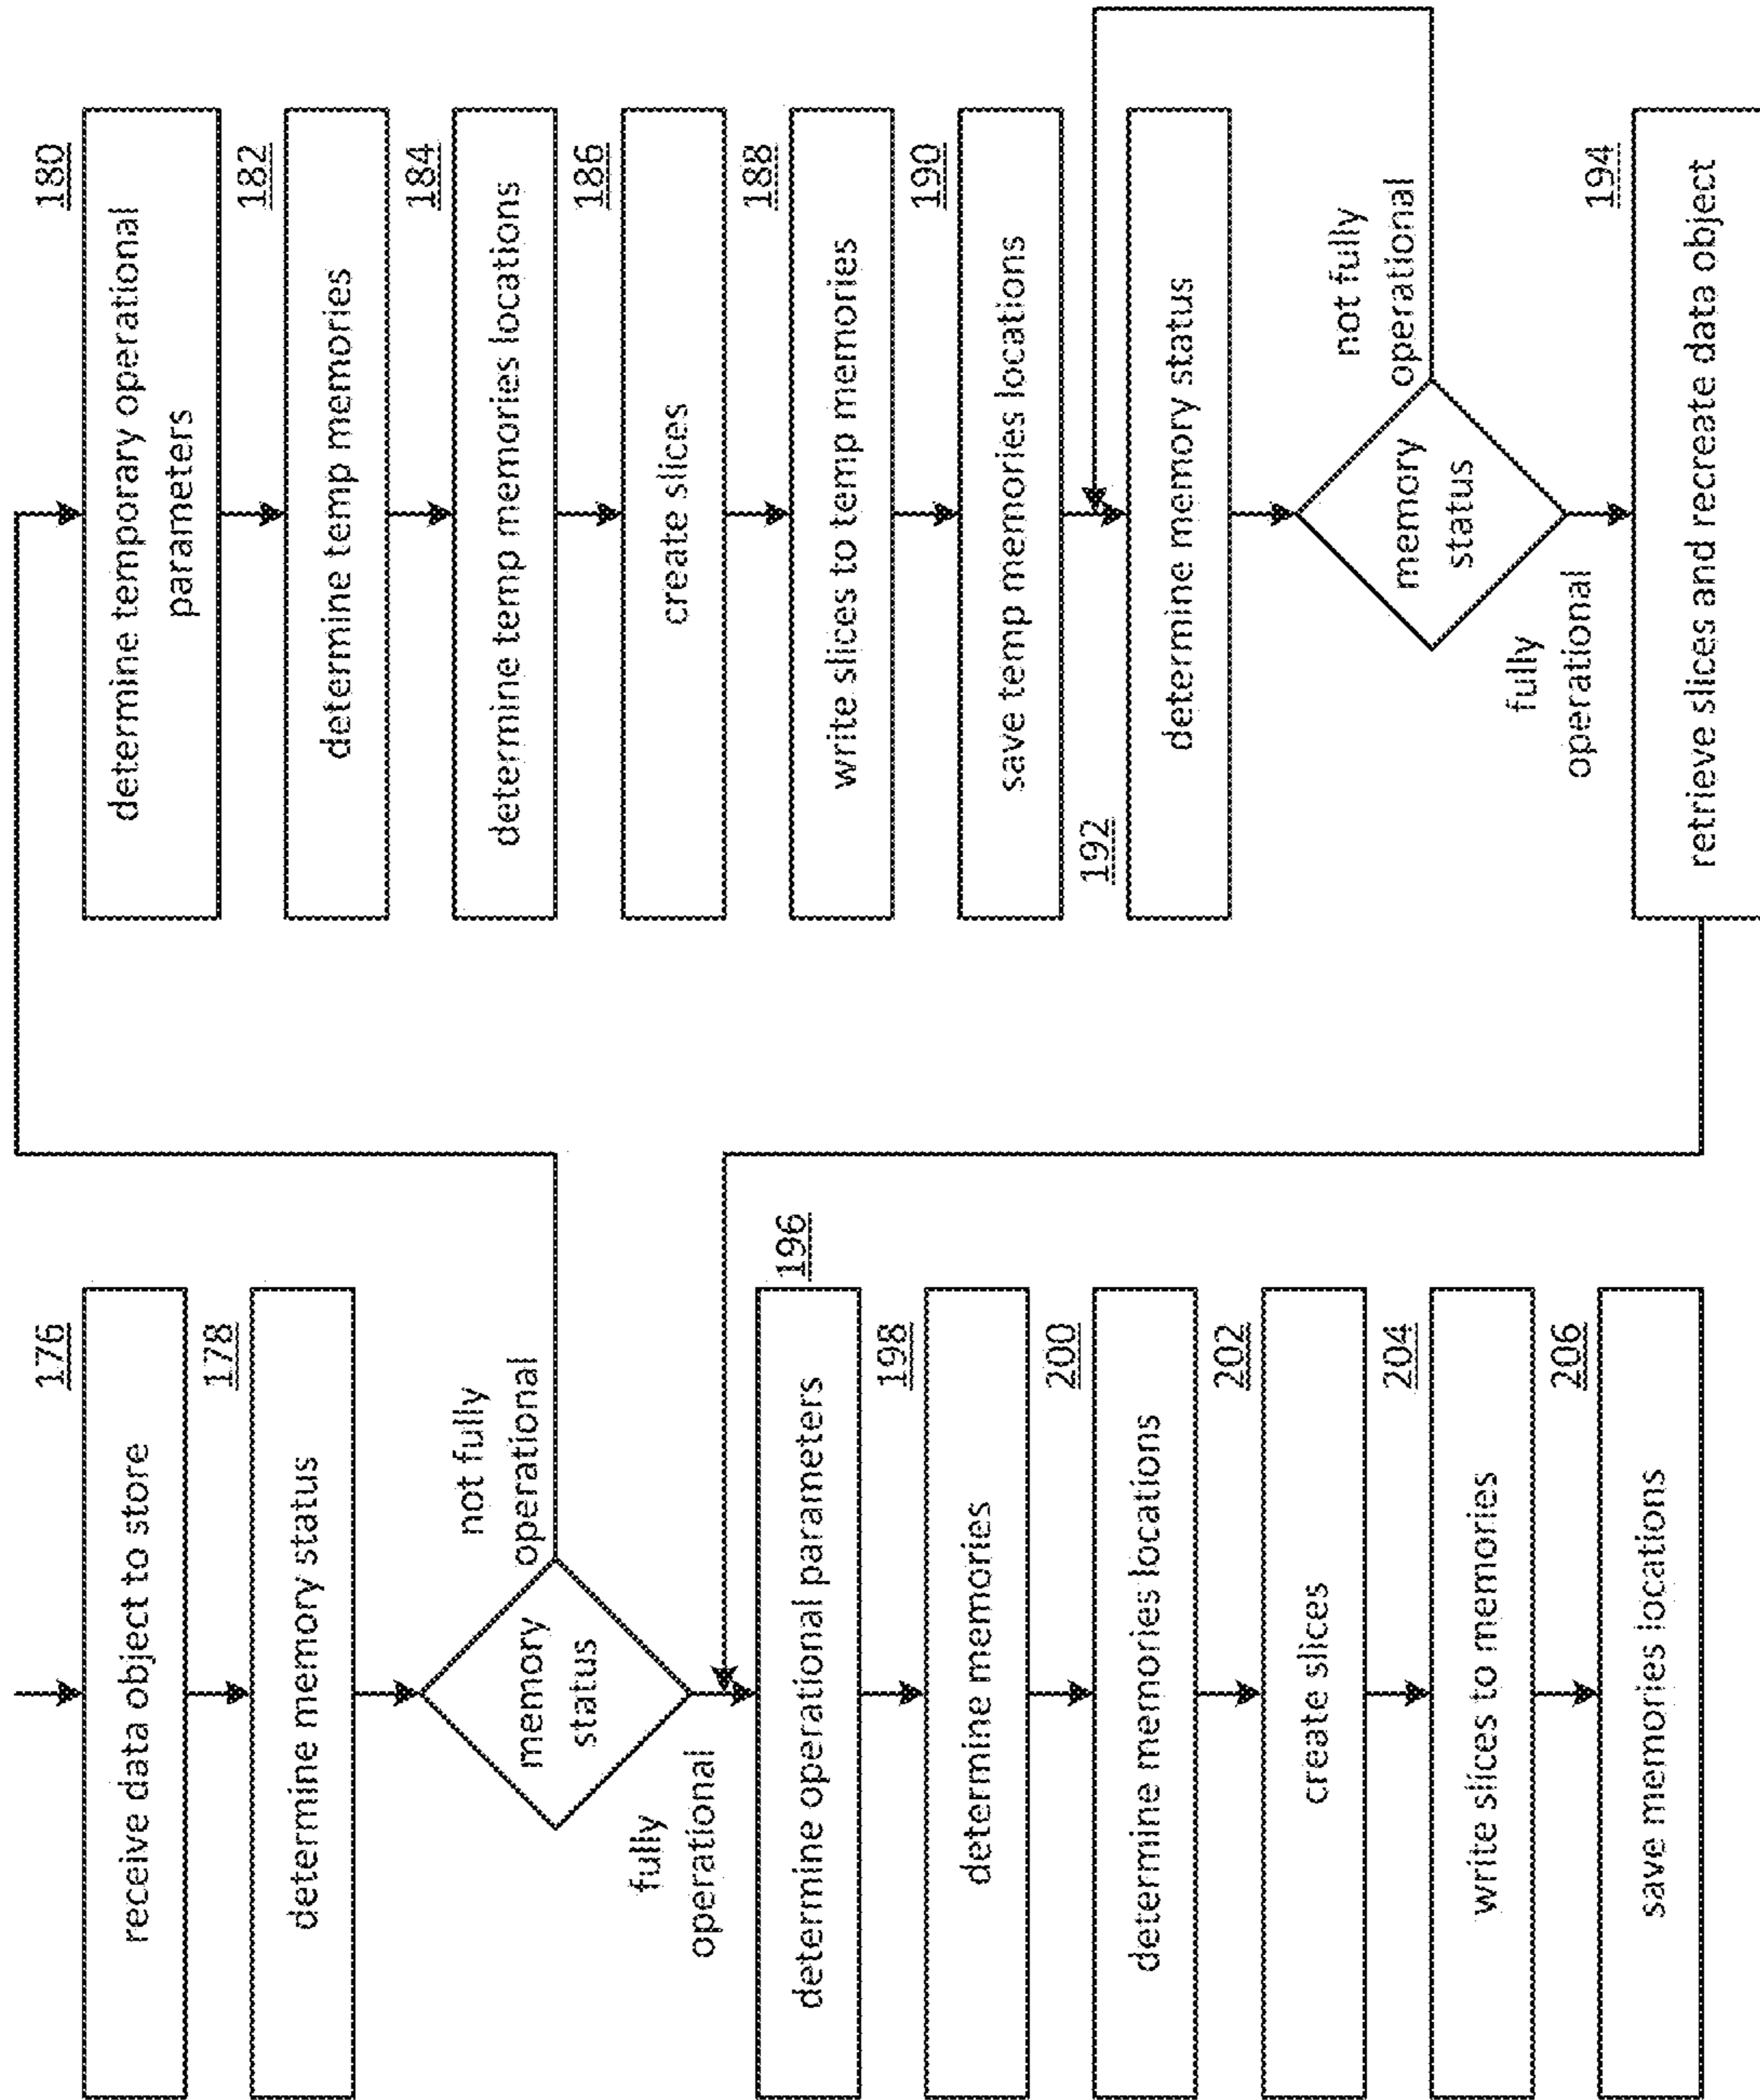 176
receive data object to store
178
determine memory status
memory
status
not fully
operational
fully
operational
196
determine operational parameters
198
determine memories
200
determine memories locations
202
create slices
204
write slices to memories
206
save memories locations
180
determine temporary operational
parameters
182
determine temp memories
184
determine temp memories locations
186
create slices
188
write slices to temp memories
190
save temp memories locations
192
determine memory status
memory
status
not fully
operational
fully
operational
194
retrieve slices and recreate data object